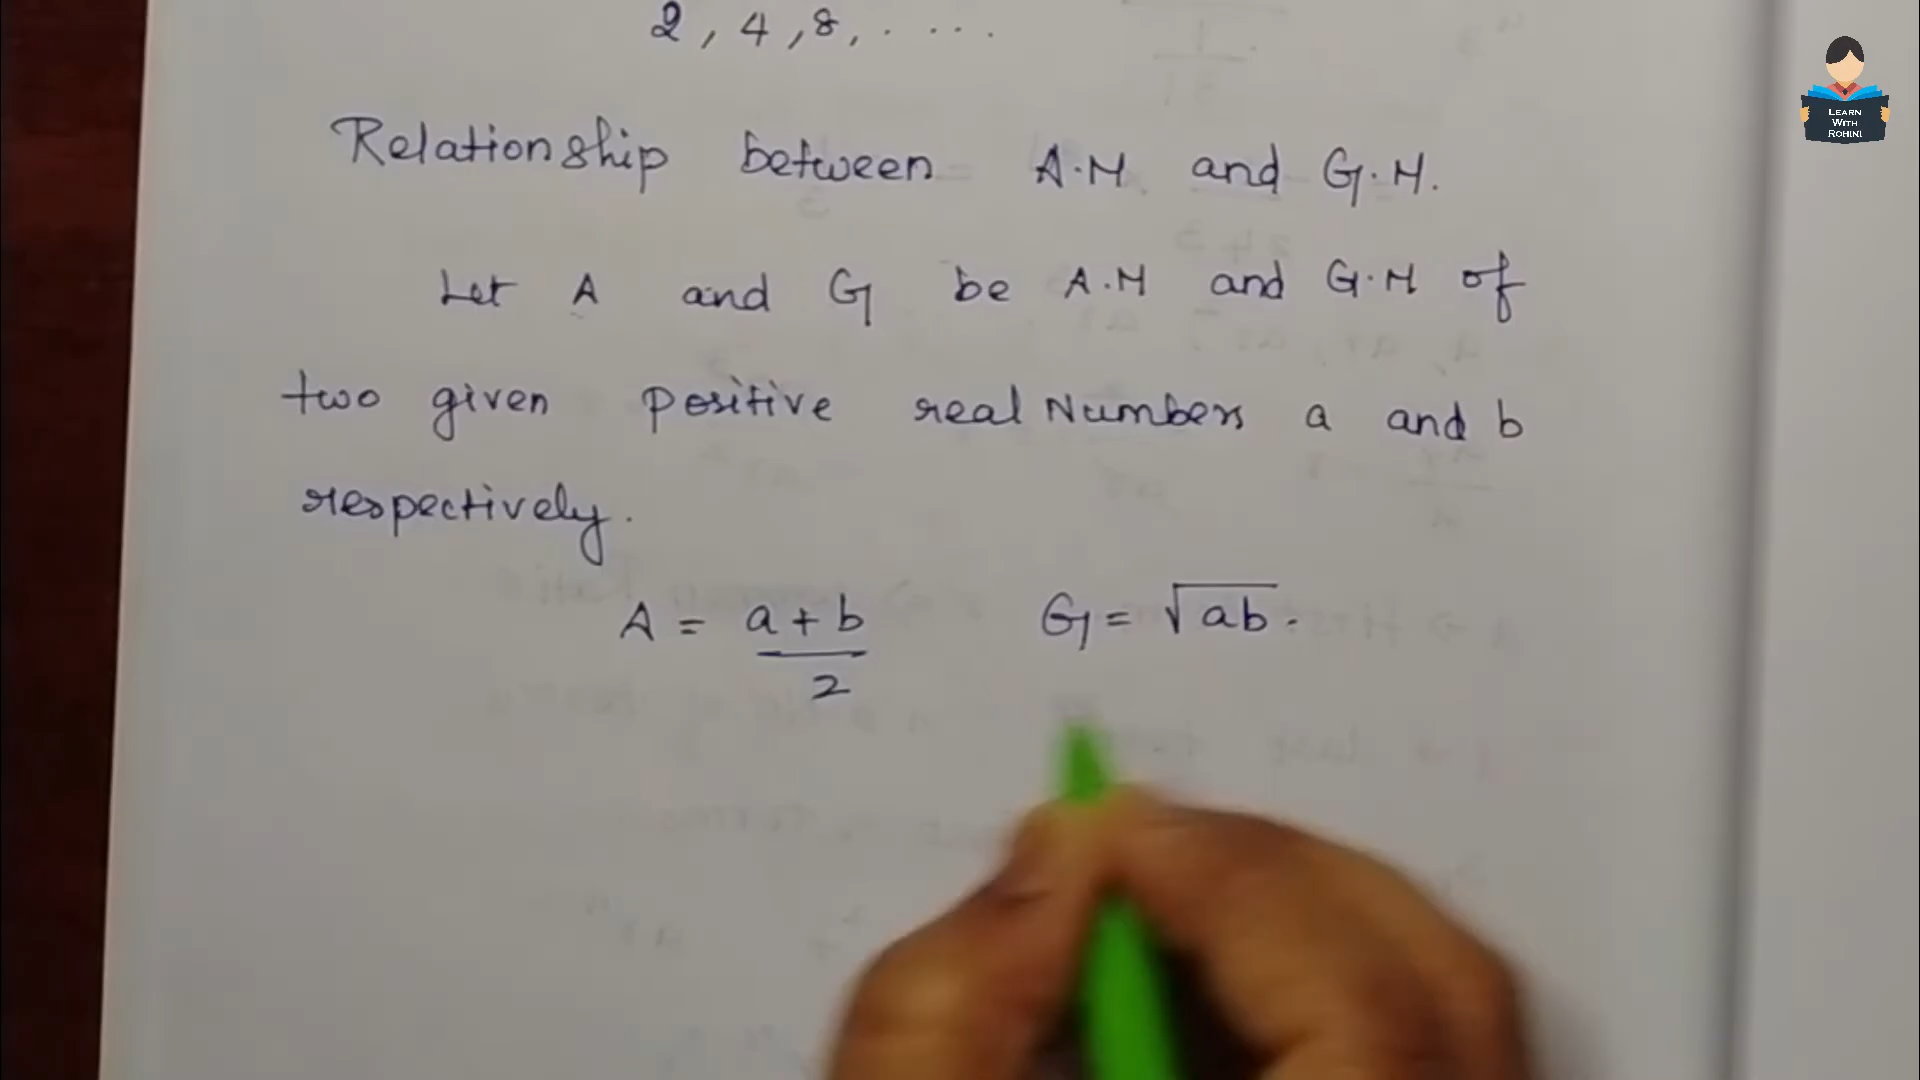 2, 4, 8, . . . .
LEARN
WITH
ROHINI
Relationship between A.M and G.M.
Let A and G be A.M and G.M of
two given positive real Numbers a and b
respectively.
A = a + b / 2 G = √ab.